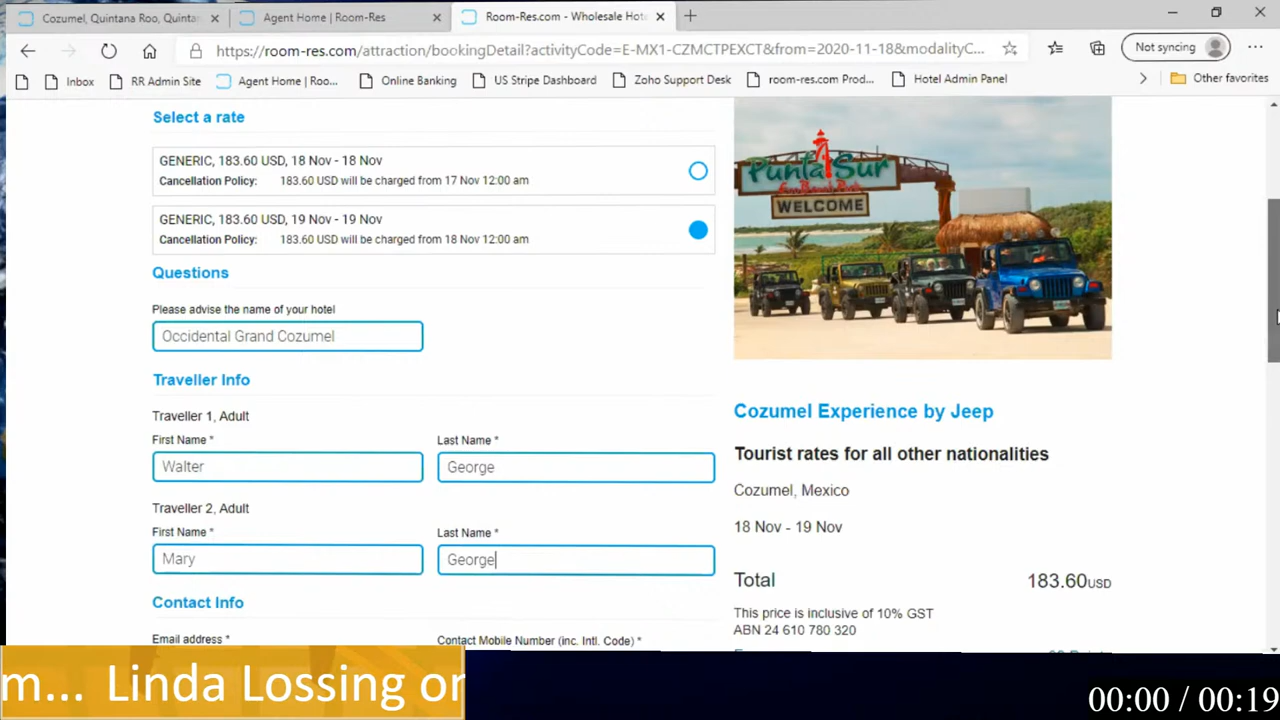 Cozumel, Quintana Roo, Quinta
Agent Home | Room-Res
Room-Res.com - Wholesale Hot
https://room-res.com/attraction/bookingDetail?activityCode=E-MX1-CZMCTPEXCT&from=2020-11-18&modalityC...
Not syncing
Inbox
RR Admin Site
Agent Home | Roo...
Online Banking
US Stripe Dashboard
Zoho Support Desk
room-res.com Prod...
Hotel Admin Panel
Other favorites
Select a rate
GENERIC, 183.60 USD, 18 Nov - 18 Nov
Cancellation Policy: 183.60 USD will be charged from 17 Nov 12:00 am
GENERIC, 183.60 USD, 19 Nov - 19 Nov
Cancellation Policy: 183.60 USD will be charged from 18 Nov 12:00 am
Questions
Please advise the name of your hotel
Occidental Grand Cozumel
Traveller Info
Traveller 1, Adult
First Name *
Last Name *
Walter
George
Traveller 2, Adult
First Name *
Last Name *
Mary
George
Contact Info
Email address *
Contact Mobile Number (inc. Intl. Code) *
Punta Sur
WELCOME
Cozumel Experience by Jeep
Tourist rates for all other nationalities
Cozumel, Mexico
18 Nov - 19 Nov
Total
183.60USD
This price is inclusive of 10% GST
ABN 24 610 780 320
m... Linda Lossing or
00:00 / 00:19